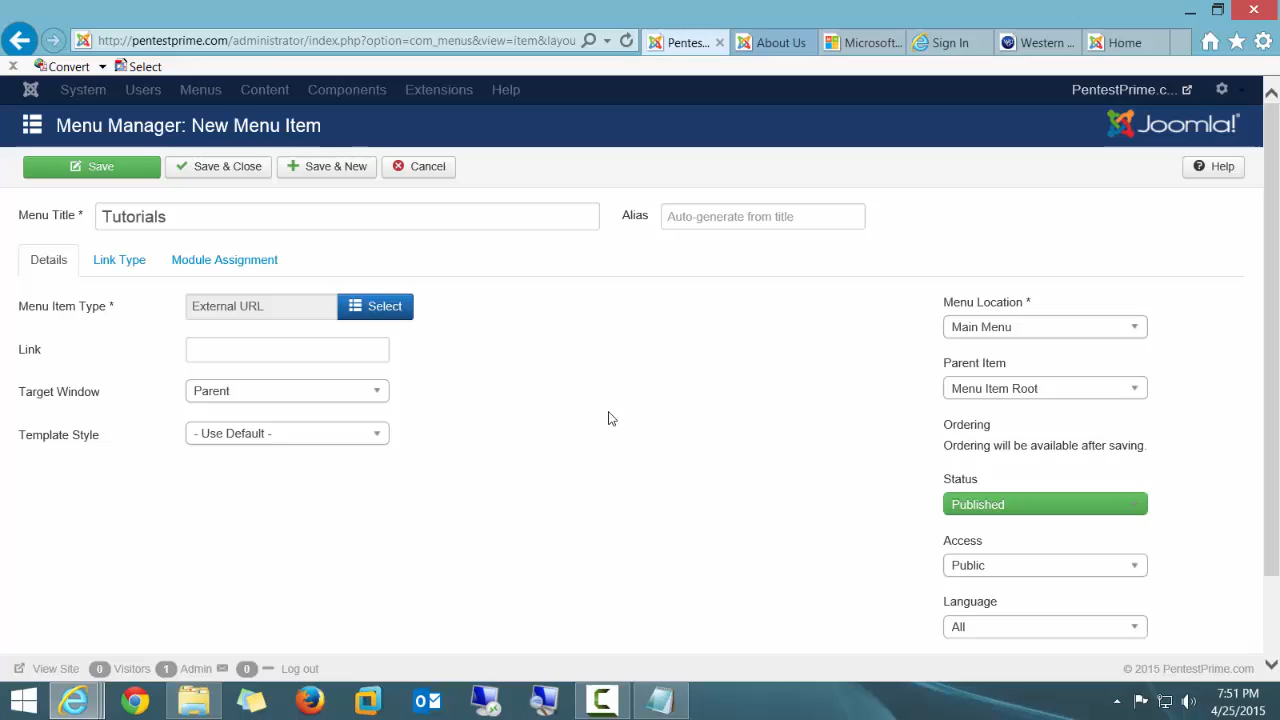 http://pentestprime.com/administrator/index.php?option=com_menus&view=item&layou
Pentes...
About Us
Microsoft...
Sign In
Western ...
Home
x Convert Select
System Users Menus Content Components Extensions Help
PentestPrime.c...
Menu Manager: New Menu Item
Joomla!
Save
Save & Close
Save & New
Cancel
Help
Menu Title *
Tutorials
Alias
Auto-generate from title
Details
Link Type
Module Assignment
Menu Item Type *
External URL
Select
Link
Target Window
Parent
Template Style
- Use Default -
Menu Location *
Main Menu
Parent Item
Menu Item Root
Ordering
Ordering will be available after saving.
Status
Published
Access
Public
Language
All
View Site 0 Visitors 1 Admin 0 Log out
© 2015 PentestPrime.com
7:51 PM
4/25/2015